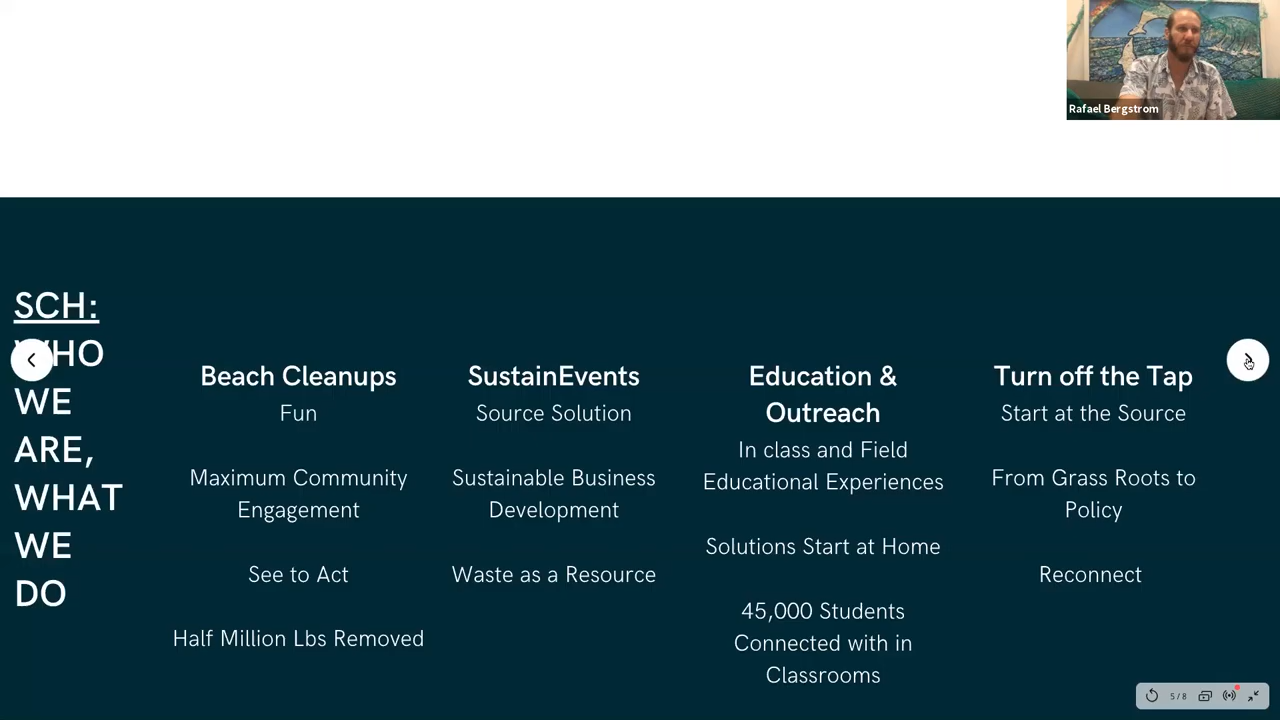 Rafael Bergstrom
SCH:
WHO
WE
ARE,
WHAT
WE
DO
Beach Cleanups
Fun
Maximum Community
Engagement
See to Act
Half Million Lbs Removed
SustainEvents
Source Solution
Sustainable Business
Development
Waste as a Resource
Education &
Outreach
In class and Field
Educational Experiences
Solutions Start at Home
45,000 Students
Connected with in
Classrooms
Turn off the Tap
Start at the Source
From Grass Roots to
Policy
Reconnect
5 / 8